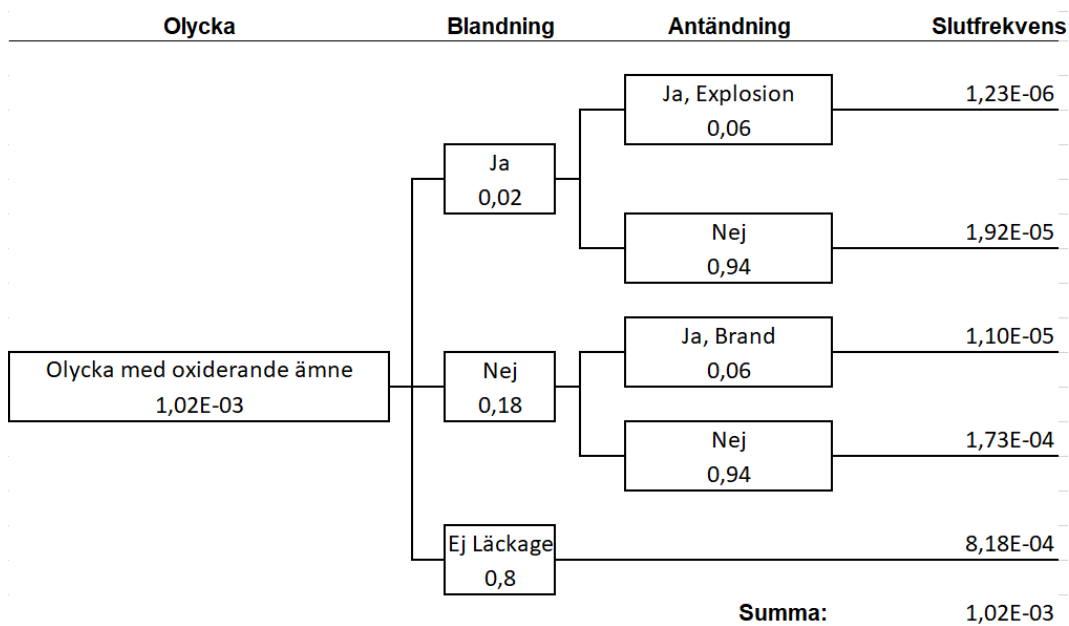 Olycka
Blandning
Antändning
Slutfrekvens
Ja, Explosion
0,06
1,23E-06
Ja
0,02
Nej
0,94
1,92E-05
Olycka med oxiderande ämne
1,02E-03
Nej
0,18
Ja, Brand
0,06
1,10E-05
Nej
0,94
1,73E-04
Ej Läckage
0,8
8,18E-04
Summa:
1,02E-03